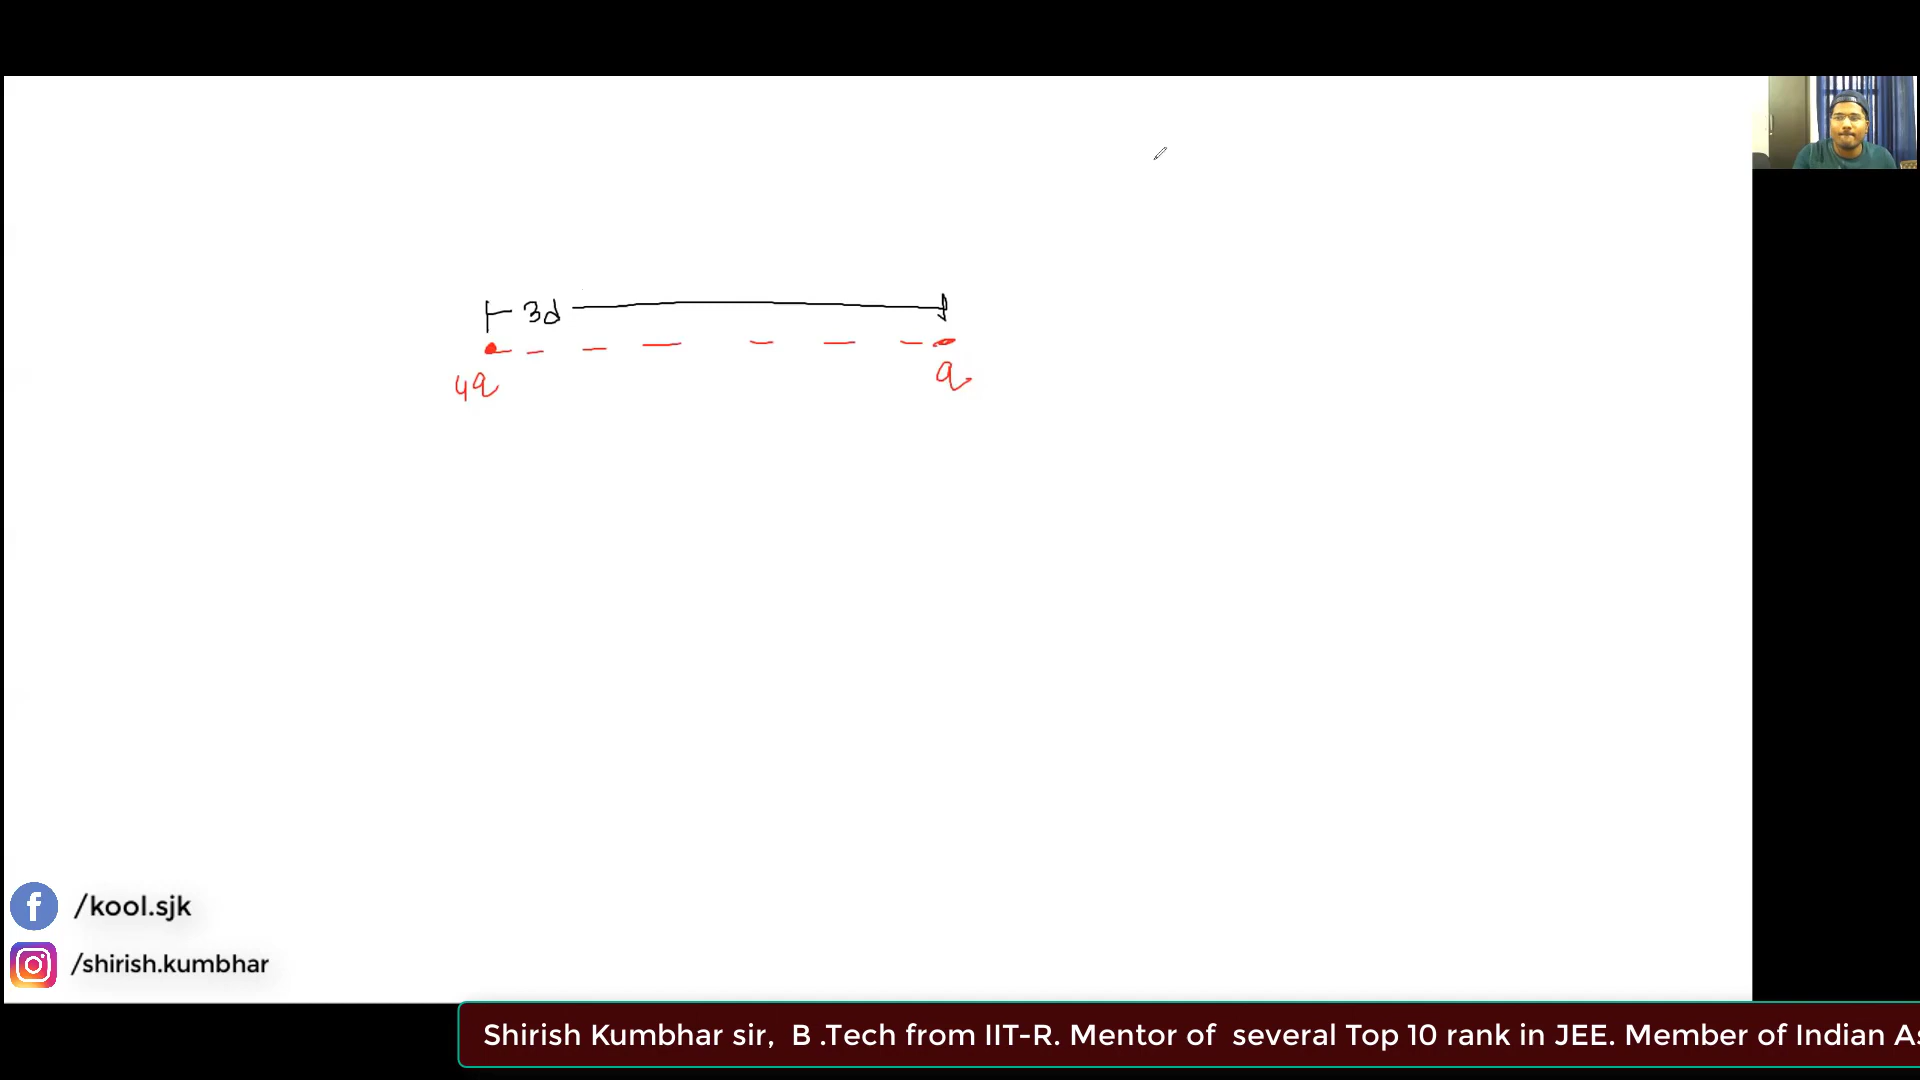 3d
4q
q
/kool.sjk
/shirish.kumbhar
Shirish Kumbhar sir, B .Tech from IIT-R. Mentor of several Top 10 rank in JEE. Member of Indian As